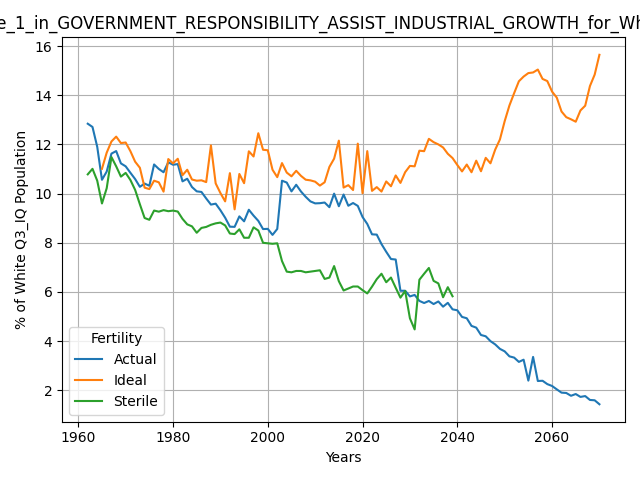 e_1_in_GOVERNMENT_RESPONSIBILITY_ASSIST_INDUSTRIAL_GROWTH_for_Wh
% of White Q3_IQ Population
16
14
12
10
8
6
4
2
Fertility
Actual
Ideal
Sterile
1960 1980 2000 2020 2040 2060
Years